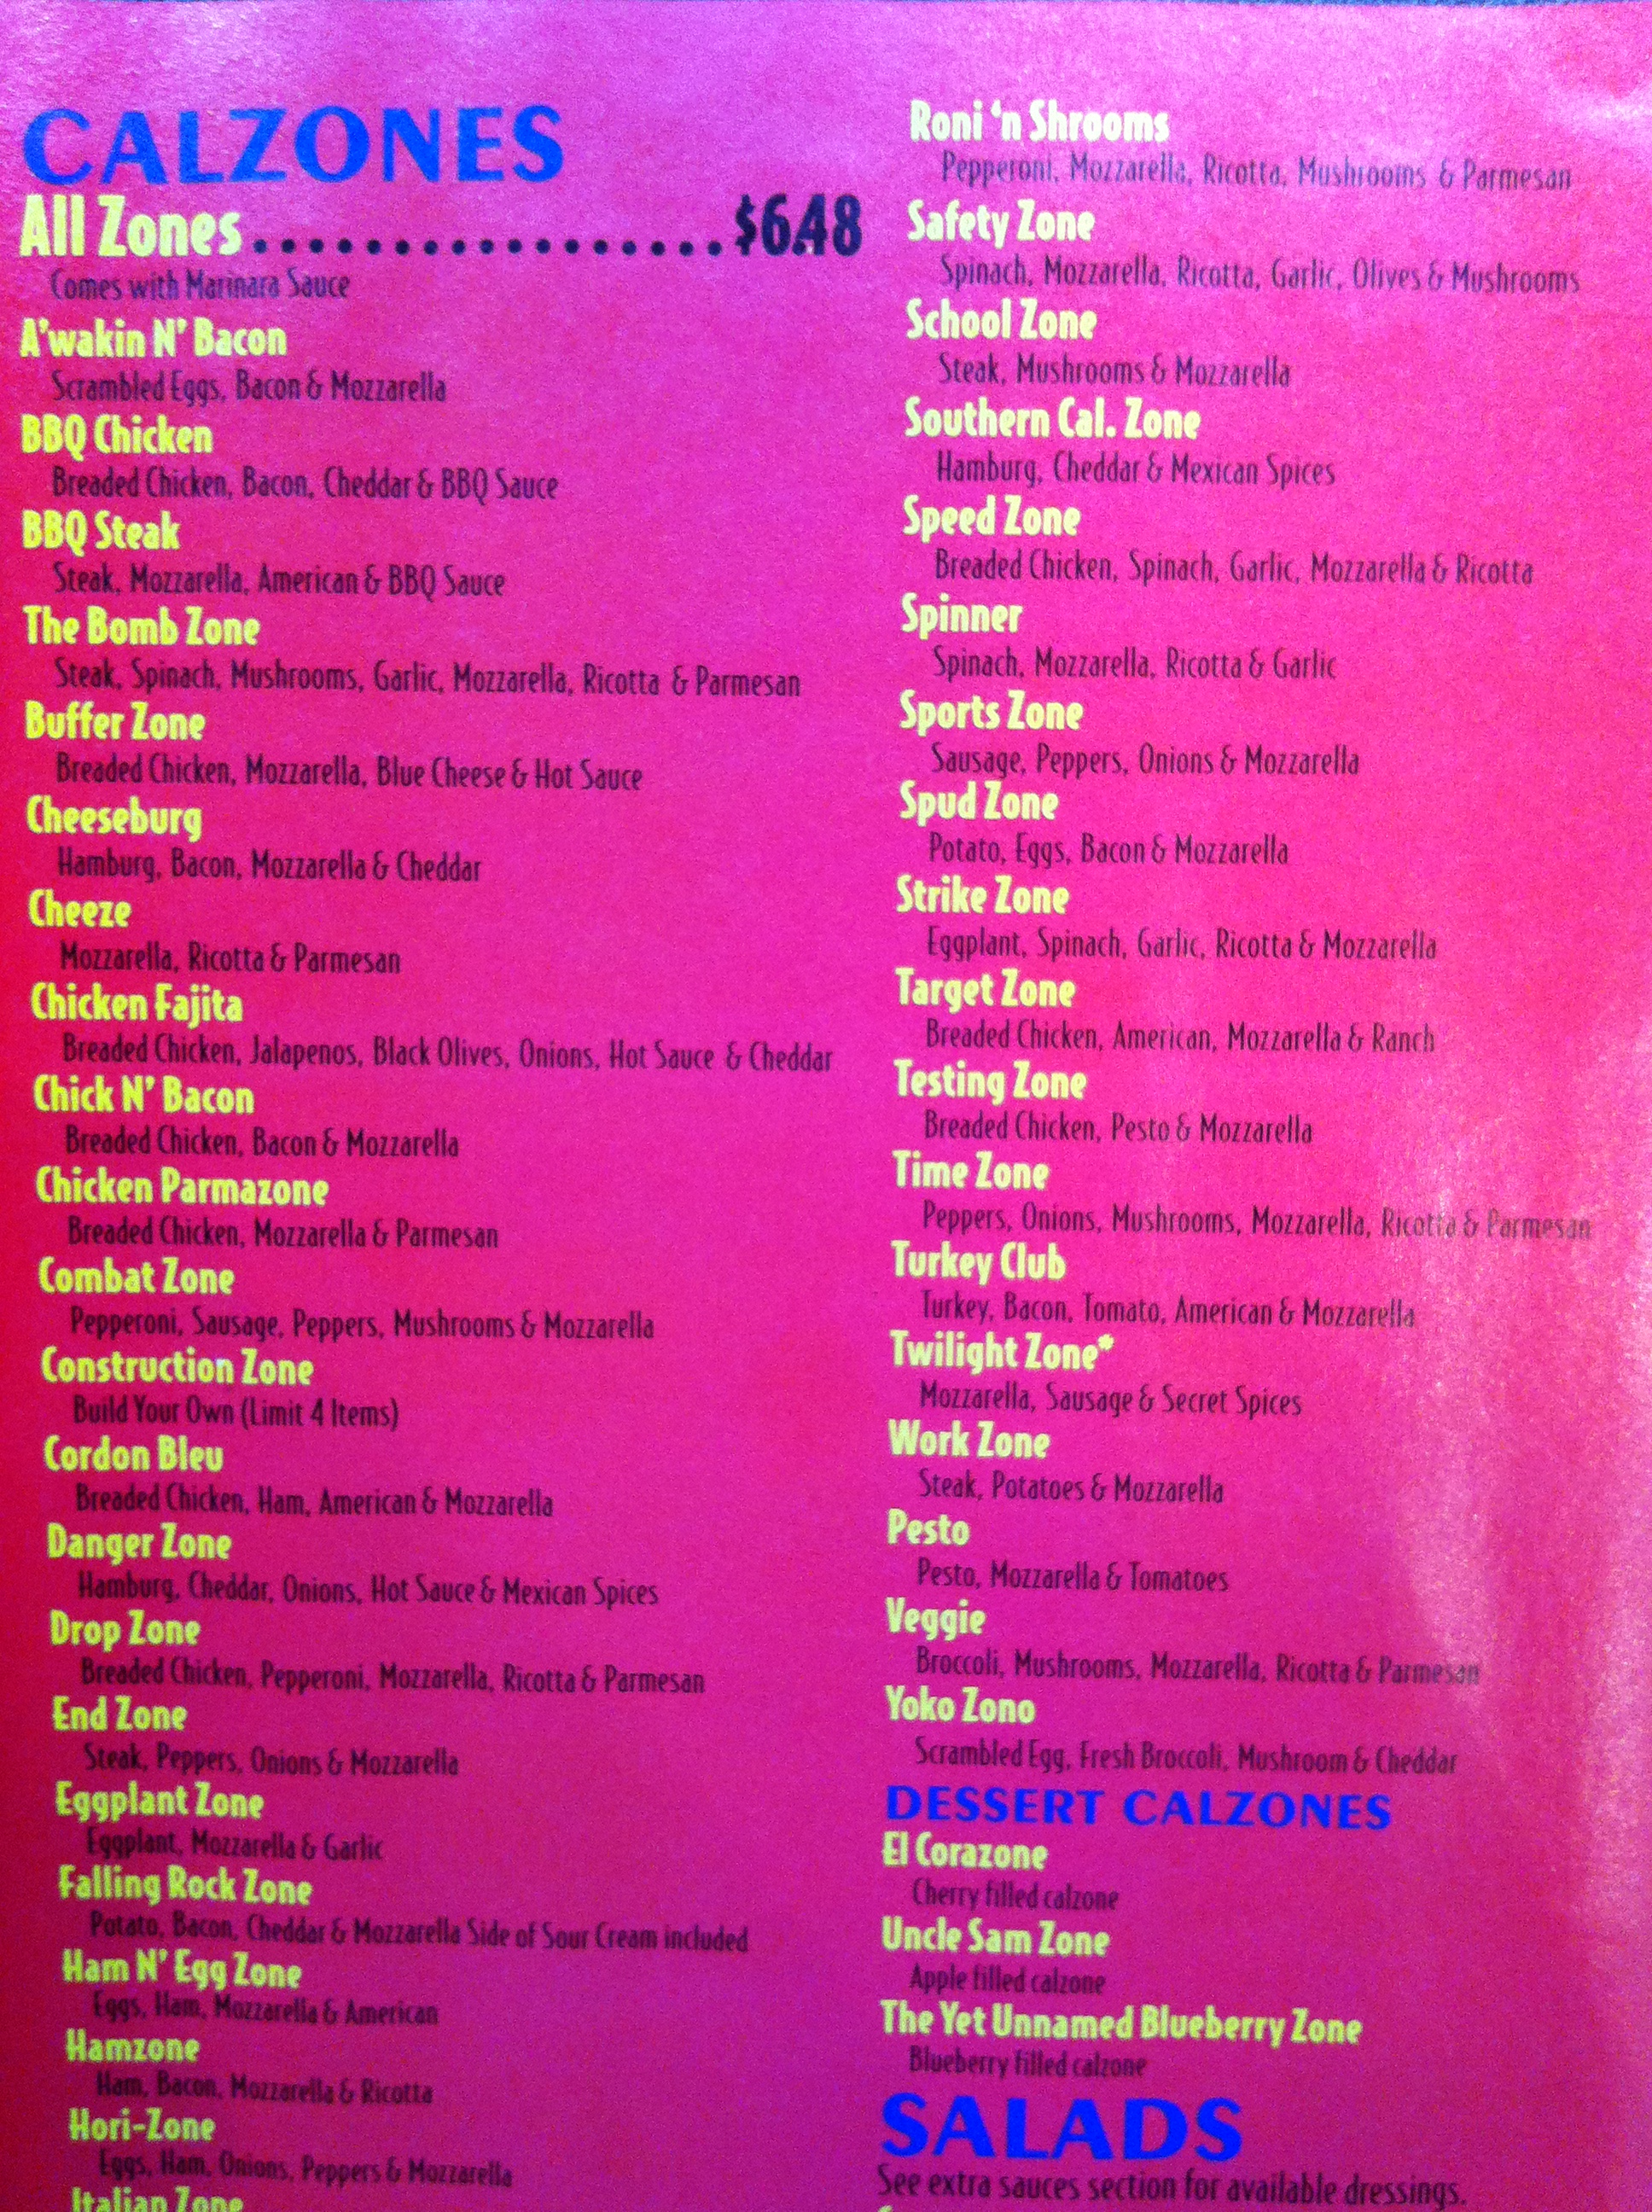 CALZONES
All Zones..................$6.48
Comes with Marinara Sauce
A'wakin N' Bacon
Scrambled Eggs, Bacon & Mozzarella
BBQ Chicken
Breaded Chicken, Bacon, Cheddar & BBQ Sauce
BBQ Steak
Steak, Mozzarella, American & BBQ Sauce
The Bomb Zone
Steak, Spinach, Mushrooms, Garlic, Mozzarella, Ricotta & Parmesan
Buffer Zone
Breaded Chicken, Mozzarella, Blue Cheese & Hot Sauce
Cheeseburg
Hamburg, Bacon, Mozzarella & Cheddar
Cheeze
Mozzarella, Ricotta & Parmesan
Chicken Fajita
Breaded Chicken, Jalapenos, Black Olives, Onions, Hot Sauce & Cheddar
Chick N' Bacon
Breaded Chicken, Bacon & Mozzarella
Chicken Parmazone
Breaded Chicken, Mozzarella & Parmesan
Combat Zone
Pepperoni, Sausage, Peppers, Mushrooms & Mozzarella
Construction Zone
Build Your Own (Limit 4 Items)
Cordon Bleu
Breaded Chicken, Ham, American & Mozzarella
Danger Zone
Hamburg, Cheddar, Onions, Hot Sauce & Mexican Spices
Drop Zone
Breaded Chicken, Pepperoni, Mozzarella, Ricotta & Parmesan
End Zone
Steak, Peppers, Onions & Mozzarella
Eggplant Zone
Eggplant, Mozzarella & Garlic
Falling Rock Zone
Potato, Bacon, Cheddar & Mozzarella Side of Sour Cream included
Ham N' Egg Zone
Eggs, Ham, Mozzarella & American
Hamzone
Ham, Bacon, Mozzarella & Ricotta
Hori-Zone
Eggs, Ham, Onions, Peppers & Mozzarella
Italian Zone
Roni 'n Shrooms
Pepperoni, Mozzarella, Ricotta, Mushrooms & Parmesan
Safety Zone
Spinach, Mozzarella, Ricotta, Garlic, Olives & Mushrooms
School Zone
Steak, Mushrooms & Mozzarella
Southern Cal. Zone
Hamburg, Cheddar & Mexican Spices
Speed Zone
Breaded Chicken, Spinach, Garlic, Mozzarella & Ricotta
Spinner
Spinach, Mozzarella, Ricotta & Garlic
Sports Zone
Sausage, Peppers, Onions & Mozzarella
Spud Zone
Potato, Eggs, Bacon & Mozzarella
Strike Zone
Eggplant, Spinach, Garlic, Ricotta & Mozzarella
Target Zone
Breaded Chicken, American, Mozzarella & Ranch
Testing Zone
Breaded Chicken, Pesto & Mozzarella
Time Zone
Peppers, Onions, Mushrooms, Mozzarella, Ricotta & Parmesan
Turkey Club
Turkey, Bacon, Tomato, American & Mozzarella
Twilight Zone*
Mozzarella, Sausage & Secret Spices
Work Zone
Steak, Potatoes & Mozzarella
Pesto
Pesto, Mozzarella & Tomatoes
Veggie
Broccoli, Mushrooms, Mozzarella, Ricotta & Parmesan
Yoko Zono
Scrambled Egg, Fresh Broccoli, Mushroom & Cheddar
DESSERT CALZONES
El Corazone
Cherry filled calzone
Uncle Sam Zone
Apple filled calzone
The Yet Unnamed Blueberry Zone
Blueberry filled calzone
SALADS
See extra sauces section for available dressings.